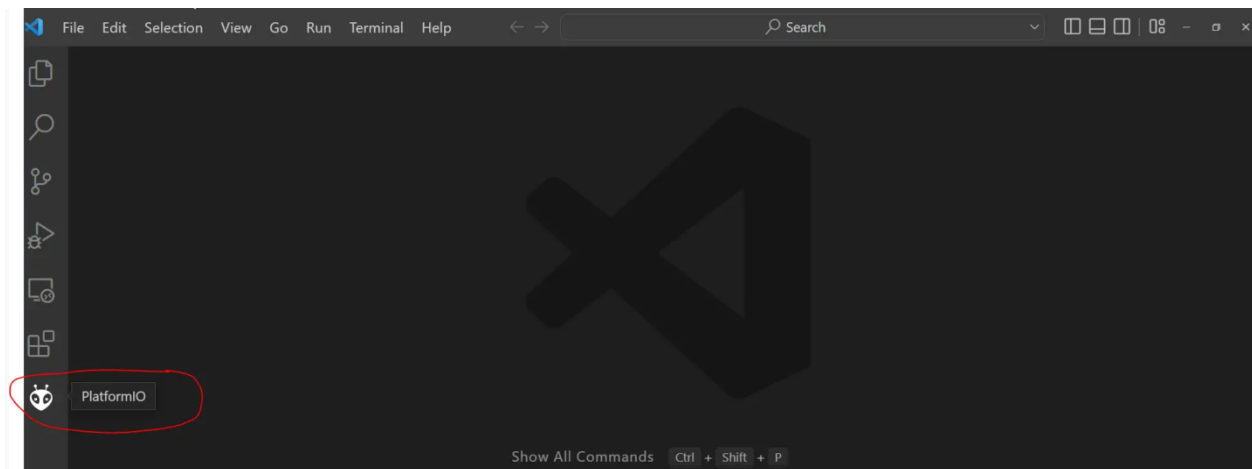 File Edit Selection View Go Run Terminal Help Search
PlatformIO
Show All Commands Ctrl + Shift + P